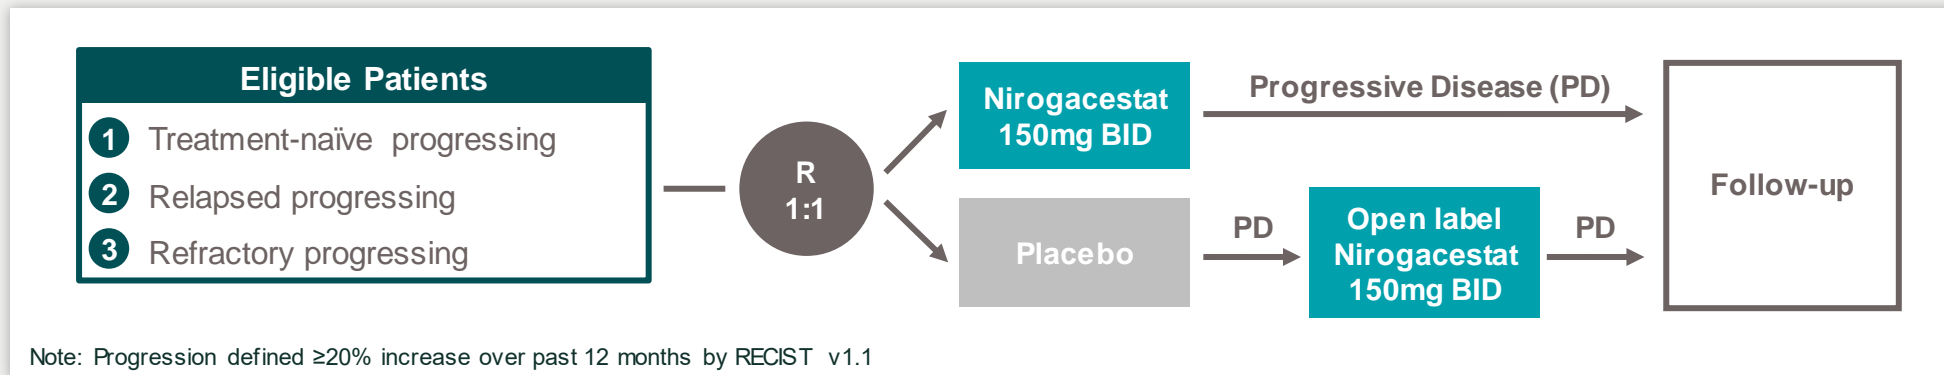 Eligible Patients
1 Treatment-naïve progressing
2 Relapsed progressing
3 Refractory progressing
R
1:1
Nirogacestat
150mg BID
Progressive Disease (PD)
Placebo
PD
Open label
Nirogacestat
150mg BID
PD
Follow-up
Note: Progression defined ≥20% increase over past 12 months by RECIST v1.1